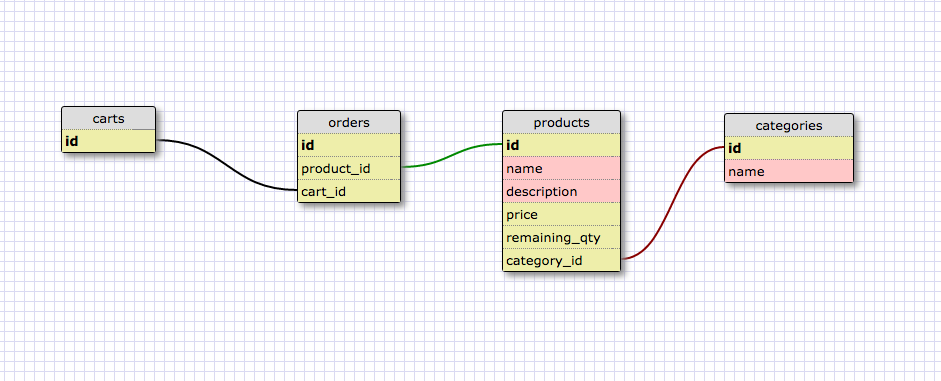 carts
id
orders
id
product_id
cart_id
products
id
name
description
price
remaining_qty
category_id
categories
id
name